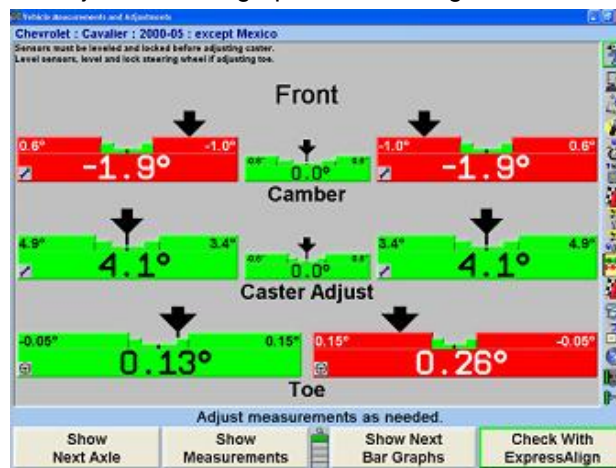 Vehicle Measurements and Adjustments
Chevrolet : Cavalier : 2000-05 : except Mexico
Sensors must be leveled and locked before adjusting caster.
Level sensors, level and lock steering wheel if adjusting toe.
Front
0.6° -1.0° -1.0° 0.6°
-1.9° 0.0° -1.9°
Camber
4.9° 3.4° 3.4° 4.9°
4.1° 0.0° 4.1°
Caster Adjust
-0.05° 0.15° 0.15° -0.05°
0.13° 0.26°
Toe
Adjust measurements as needed.
Show Show Show Next Check With
Next Axle Measurements Bar Graphs ExpressAlign